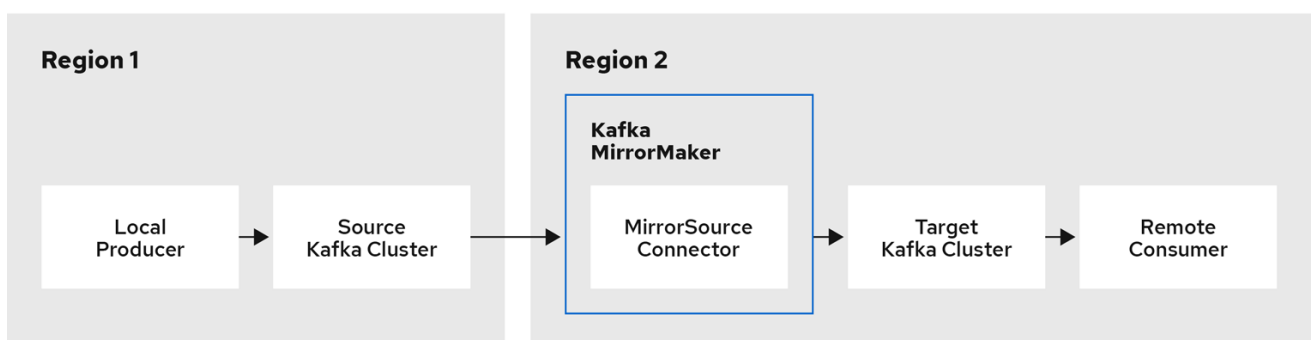 Region 1
Local
Producer
Source
Kafka Cluster
Region 2
Kafka
MirrorMaker
MirrorSource
Connector
Target
Kafka Cluster
Remote
Consumer